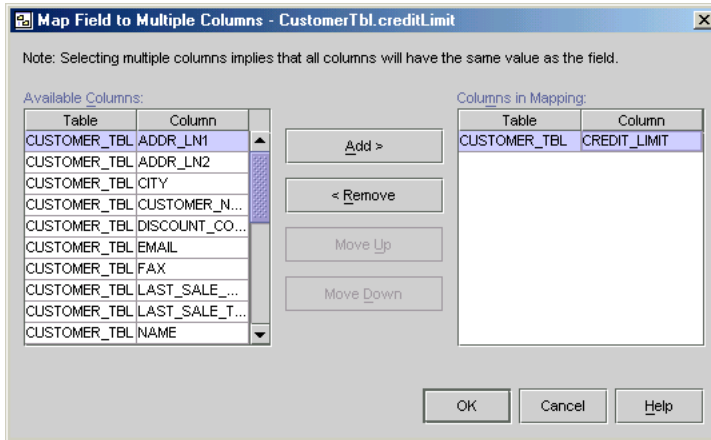 Map Field to Multiple Columns - CustomerTbl.creditLimit
Note: Selecting multiple columns implies that all columns will have the same value as the field.
Available Columns:
Table Column
CUSTOMER_TBL ADDR_LN1
CUSTOMER_TBL ADDR_LN2
CUSTOMER_TBL CITY
CUSTOMER_TBL CUSTOMER_N...
CUSTOMER_TBL DISCOUNT_CO...
CUSTOMER_TBL EMAIL
CUSTOMER_TBL FAX
CUSTOMER_TBL LAST_SALE_...
CUSTOMER_TBL LAST_SALE_T...
CUSTOMER_TBL NAME
Add >
< Remove
Move Up
Move Down
Columns in Mapping:
Table Column
CUSTOMER_TBL CREDIT_LIMIT
OK Cancel Help